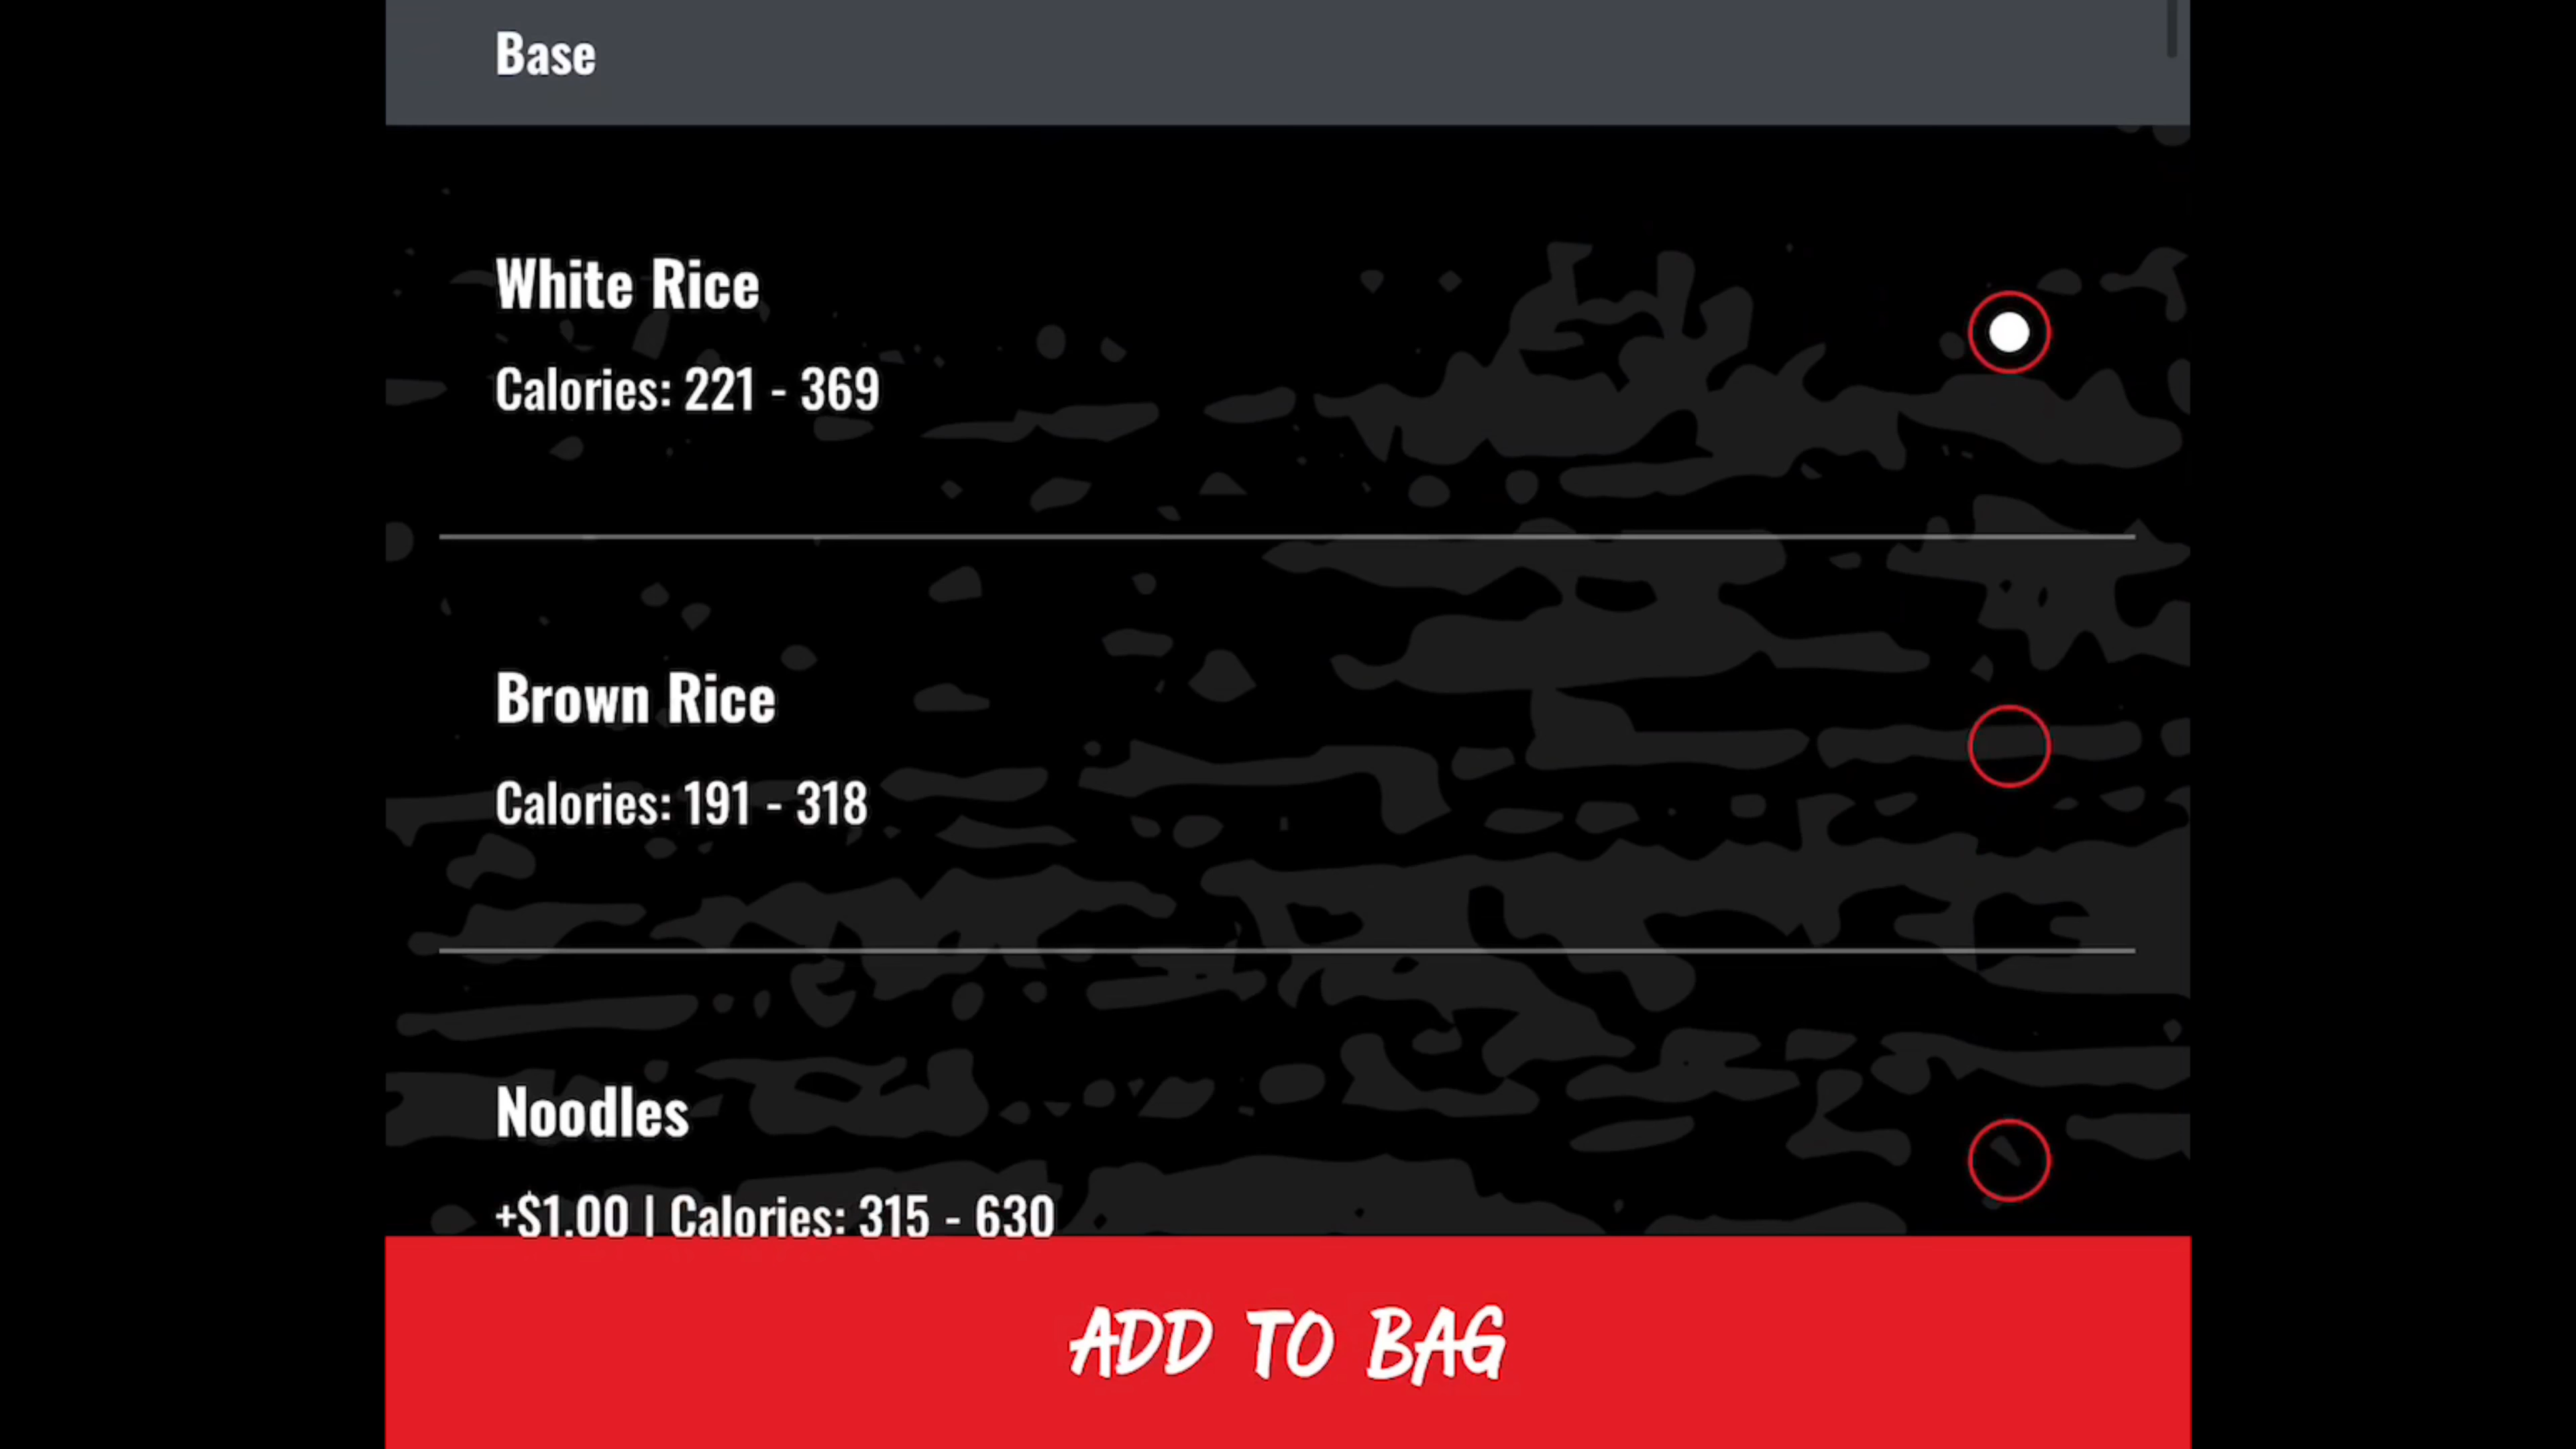 Base
White Rice
Calories: 221 - 369
Brown Rice
Calories: 191 - 318
Noodles
+$1.00 | Calories: 315 - 630
ADD TO BAG